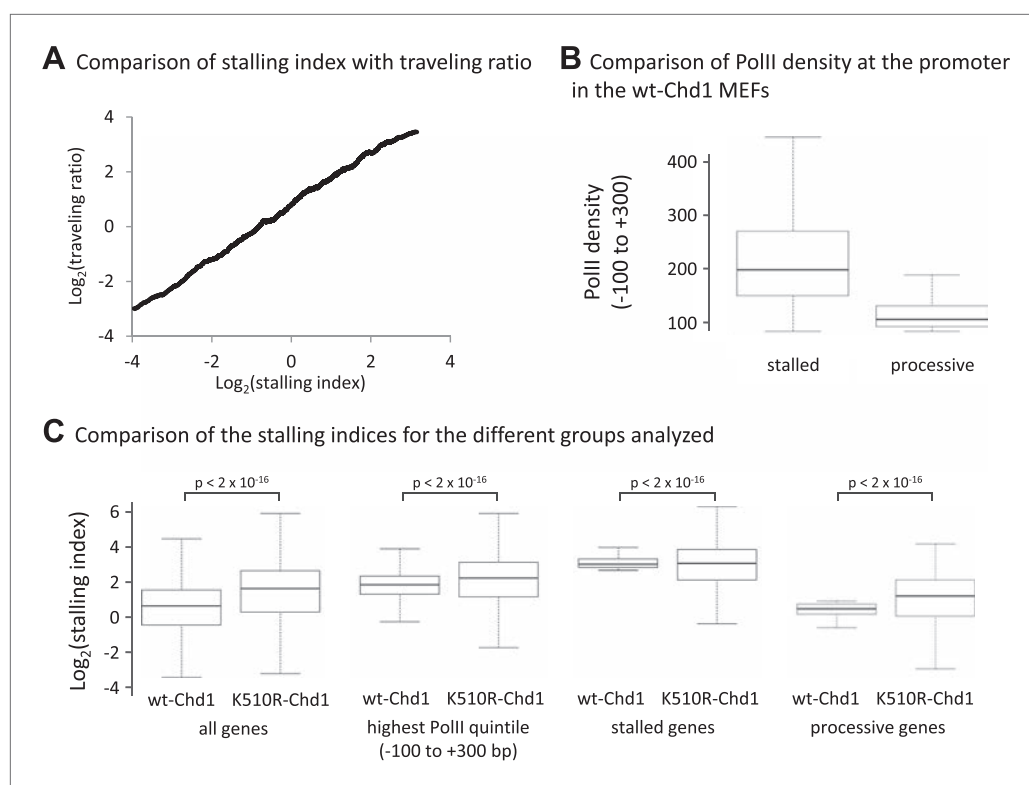 A Comparison of stalling index with traveling ratio
4
2
0
-2
-4
Log2(traveling ratio)
-4 -2 0 2 4
Log2(stalling index)
B Comparison of PolII density at the promoter
in the wt-Chd1 MEFs
400
300
200
100
PolII density
(-100 to +300)
stalled processive
C Comparison of the stalling indices for the different groups analyzed
p < 2 x 10-16 p < 2 x 10-16 p < 2 x 10-16 p < 2 x 10-16
6
4
2
0
-2
-4
Log2(stalling index)
wt-Chd1 K510R-Chd1 wt-Chd1 K510R-Chd1 wt-Chd1 K510R-Chd1 wt-Chd1 K510R-Chd1
all genes highest PolII quintile stalled genes processive genes
(-100 to +300 bp)